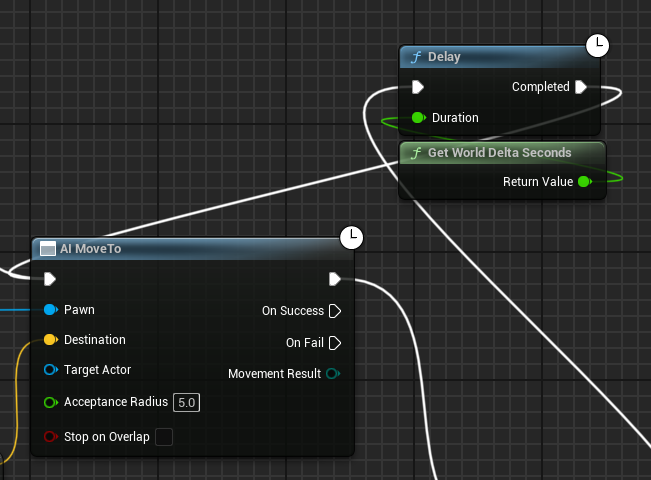 Delay
Completed
Duration
Get World Delta Seconds
Return Value
AI MoveTo
Pawn
On Success
Destination
On Fail
Target Actor
Movement Result
Acceptance Radius 5.0
Stop on Overlap